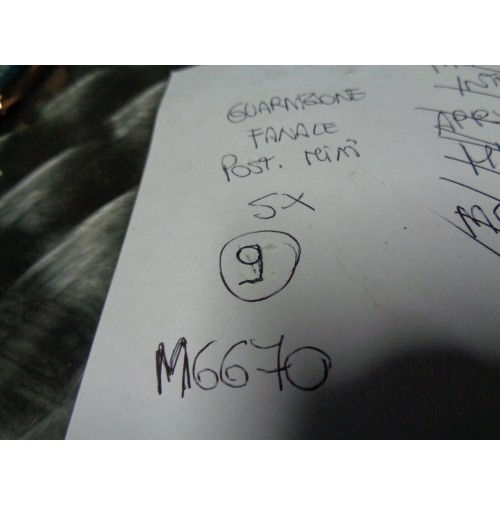 GUARNIZIONE
FANALE
POST. MINI
SX
9
M6670